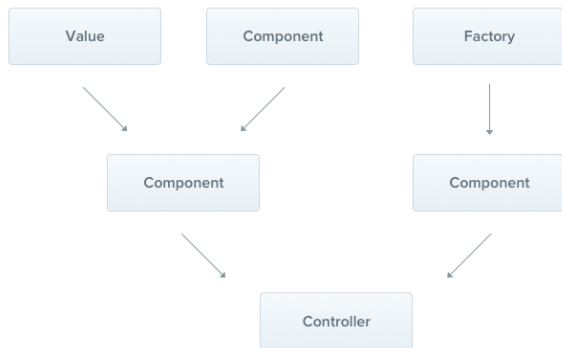 Value
Component
Factory
Component
Component
Controller